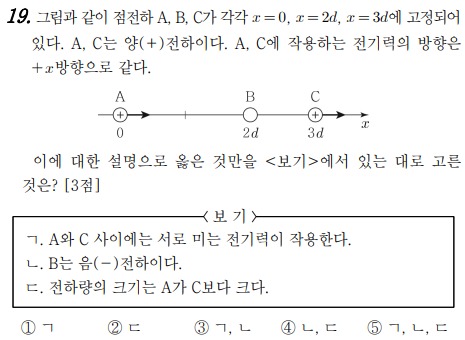 19. 그림과 같이 점전하 A, B, C가 각각 x=0, x=2d, x=3d에 고정되어
있다. A, C는 양(+)전하이다. A, C에 작용하는 전기력의 방향은
+x방향으로 같다.
A B C
+ +
0 2d 3d x
이에 대한 설명으로 옳은 것만을 <보기>에서 있는 대로 고른
것은? [3점]
<보 기>
ㄱ. A와 C 사이에는 서로 미는 전기력이 작용한다.
ㄴ. B는 음(-)전하이다.
ㄷ. 전하량의 크기는 A가 C보다 크다.
① ㄱ ② ㄷ ③ ㄱ, ㄴ ④ ㄴ, ㄷ ⑤ ㄱ, ㄴ, ㄷ